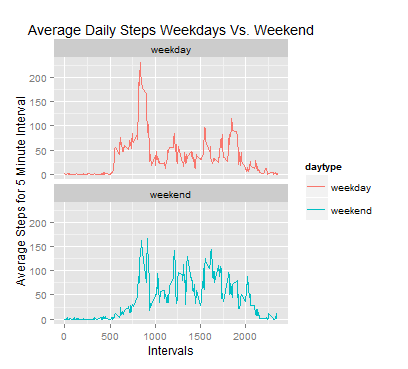 Average Daily Steps Weekdays Vs. Weekend
weekday
200
150
100
50
0
weekend
200
150
100
50
0
0
500
1000
1500
2000
Intervals
Average Steps for 5 Minute Interval
daytype
weekday
weekend